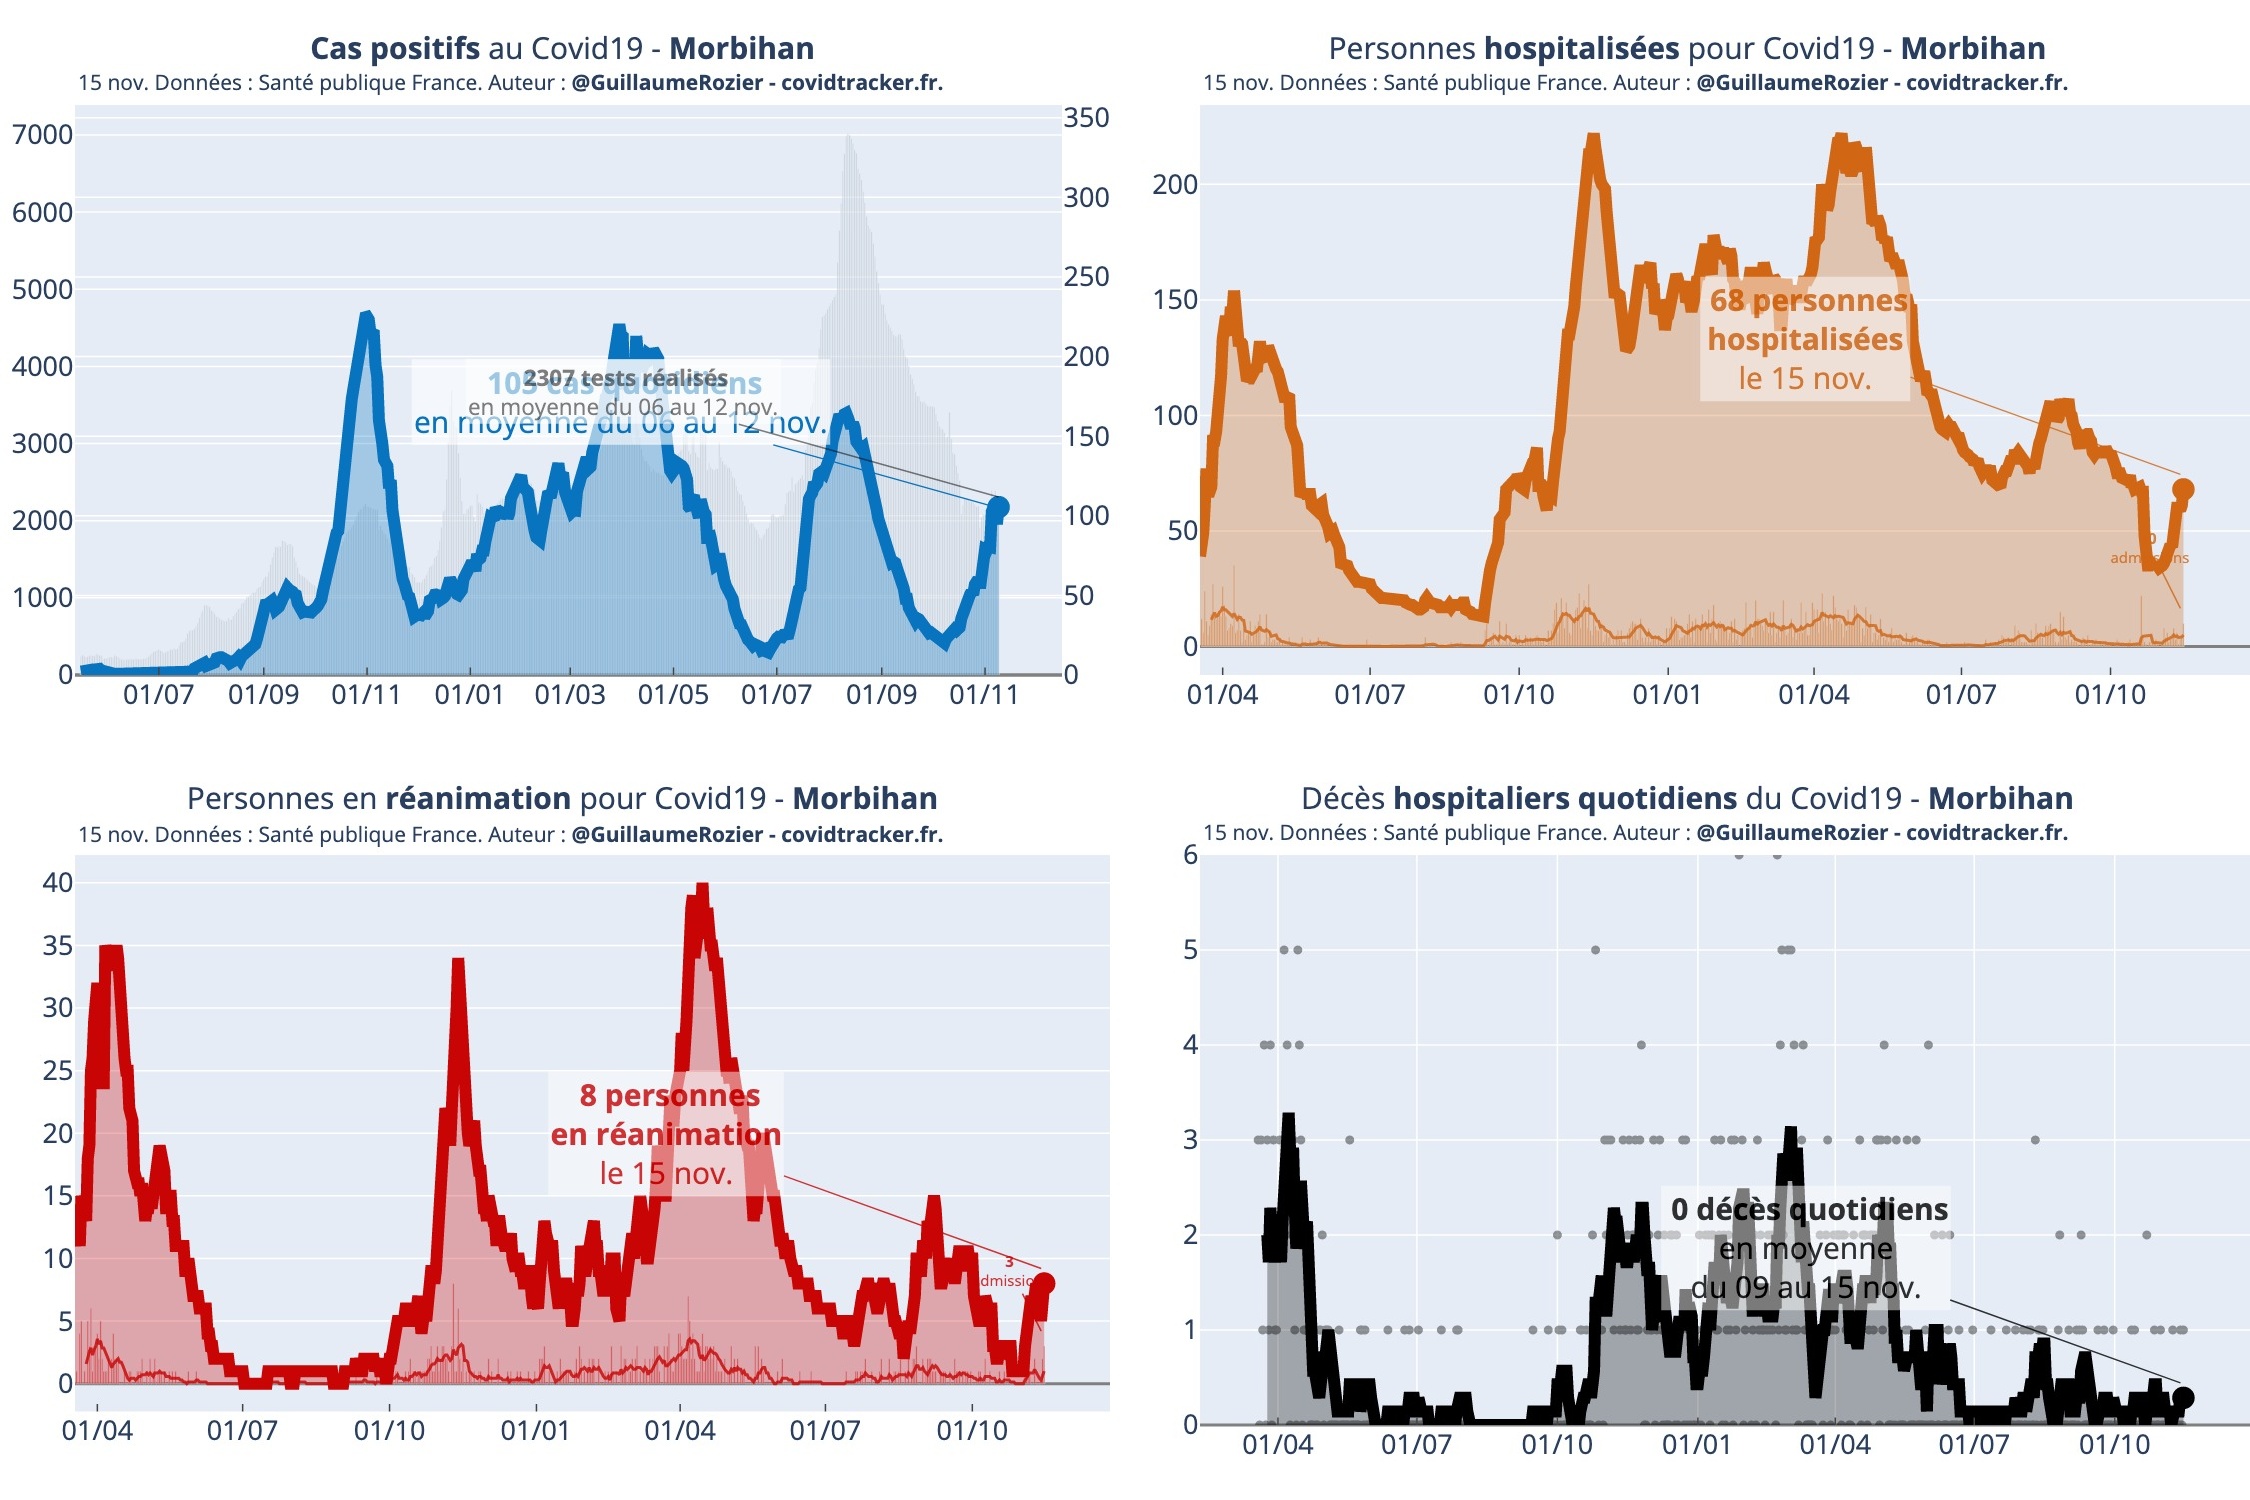 Cas positifs au Covid19 - Morbihan
15 nov. Données : Santé publique France. Auteur : @GuillaumeRozier - covidtracker.fr.
7000
6000
5000
4000
3000
2000
1000
0
350
300
250
200
150
100
50
0
105 cas quotidiens
en moyenne du 06 au 12 nov.
2307 tests réalisés
en moyenne du 06 au 12 nov.
01/07 01/09 01/11 01/01 01/03 01/05 01/07 01/09 01/11
Personnes hospitalisées pour Covid19 - Morbihan
15 nov. Données : Santé publique France. Auteur : @GuillaumeRozier - covidtracker.fr.
200
150
100
50
0
68 personnes
hospitalisées
le 15 nov.
admissions
01/04 01/07 01/10 01/01 01/04 01/07 01/10
Personnes en réanimation pour Covid19 - Morbihan
15 nov. Données : Santé publique France. Auteur : @GuillaumeRozier - covidtracker.fr.
40
35
30
25
20
15
10
5
0
8 personnes
en réanimation
le 15 nov.
3
01/04 01/07 01/10 01/01 01/04 01/07 01/10
Décès hospitaliers quotidiens du Covid19 - Morbihan
15 nov. Données : Santé publique France. Auteur : @GuillaumeRozier - covidtracker.fr.
6
5
4
3
2
1
0
0 décès quotidiens
en moyenne
du 09 au 15 nov.
01/04 01/07 01/10 01/01 01/04 01/07 01/10